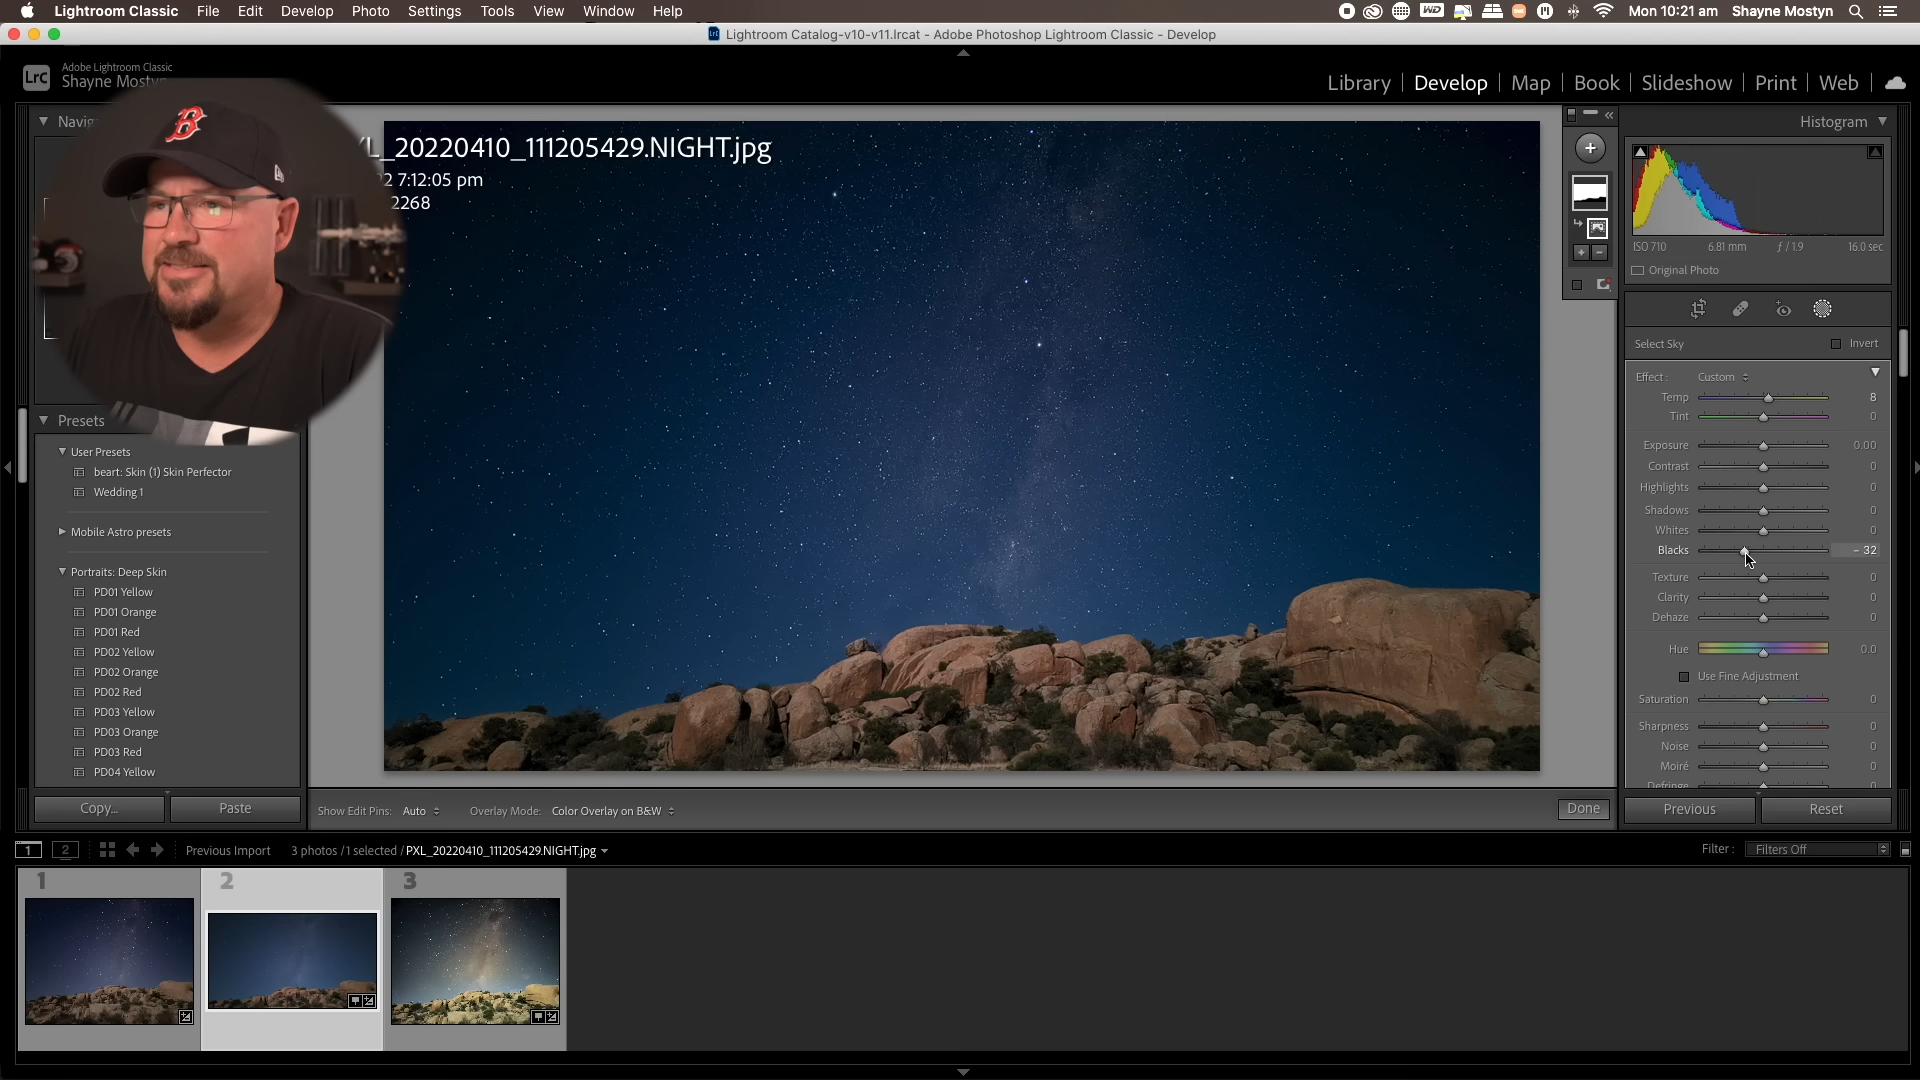 Lightroom Classic File Edit Develop Photo Settings Tools View Window Help WD Mon 10:21 am Shayne Mostyn
Lrc Lightroom Catalog-v10-v11.lrcat - Adobe Photoshop Lightroom Classic - Develop
LrC
Adobe Lightroom Classic
Shayne Mostyn
Library Develop Map Book Slideshow Print Web
Histogram
ISO 710 6.81 mm ƒ / 1.9 16.0 sec
Original Photo
Select Sky Invert
Effect : Custom
Temp 8
Tint 0
Exposure 0.00
Contrast 0
Highlights 0
Shadows 0
Whites 0
Blacks - 32
Texture 0
Clarity 0
Dehaze 0
Hue 0.0
Use Fine Adjustment
Saturation 0
Sharpness 0
Noise 0
Moiré 0
Defringe
Previous Reset
B
_20220410_111205429.NIGHT.jpg
7:12:05 pm
2268
Presets
User Presets
beart: Skin (1) Skin Perfector
Wedding 1
Mobile Astro presets
Portraits: Deep Skin
PD01 Yellow
PD01 Orange
PD01 Red
PD02 Yellow
PD02 Orange
PD02 Red
PD03 Yellow
PD03 Orange
PD03 Red
PD04 Yellow
Copy... Paste
Show Edit Pins: Auto Overlay Mode: Color Overlay on B&W Done
1 2 Previous Import 3 photos / 1 selected / PXL_20220410_111205429.NIGHT.jpg Filter : Filters Off
1 2 3